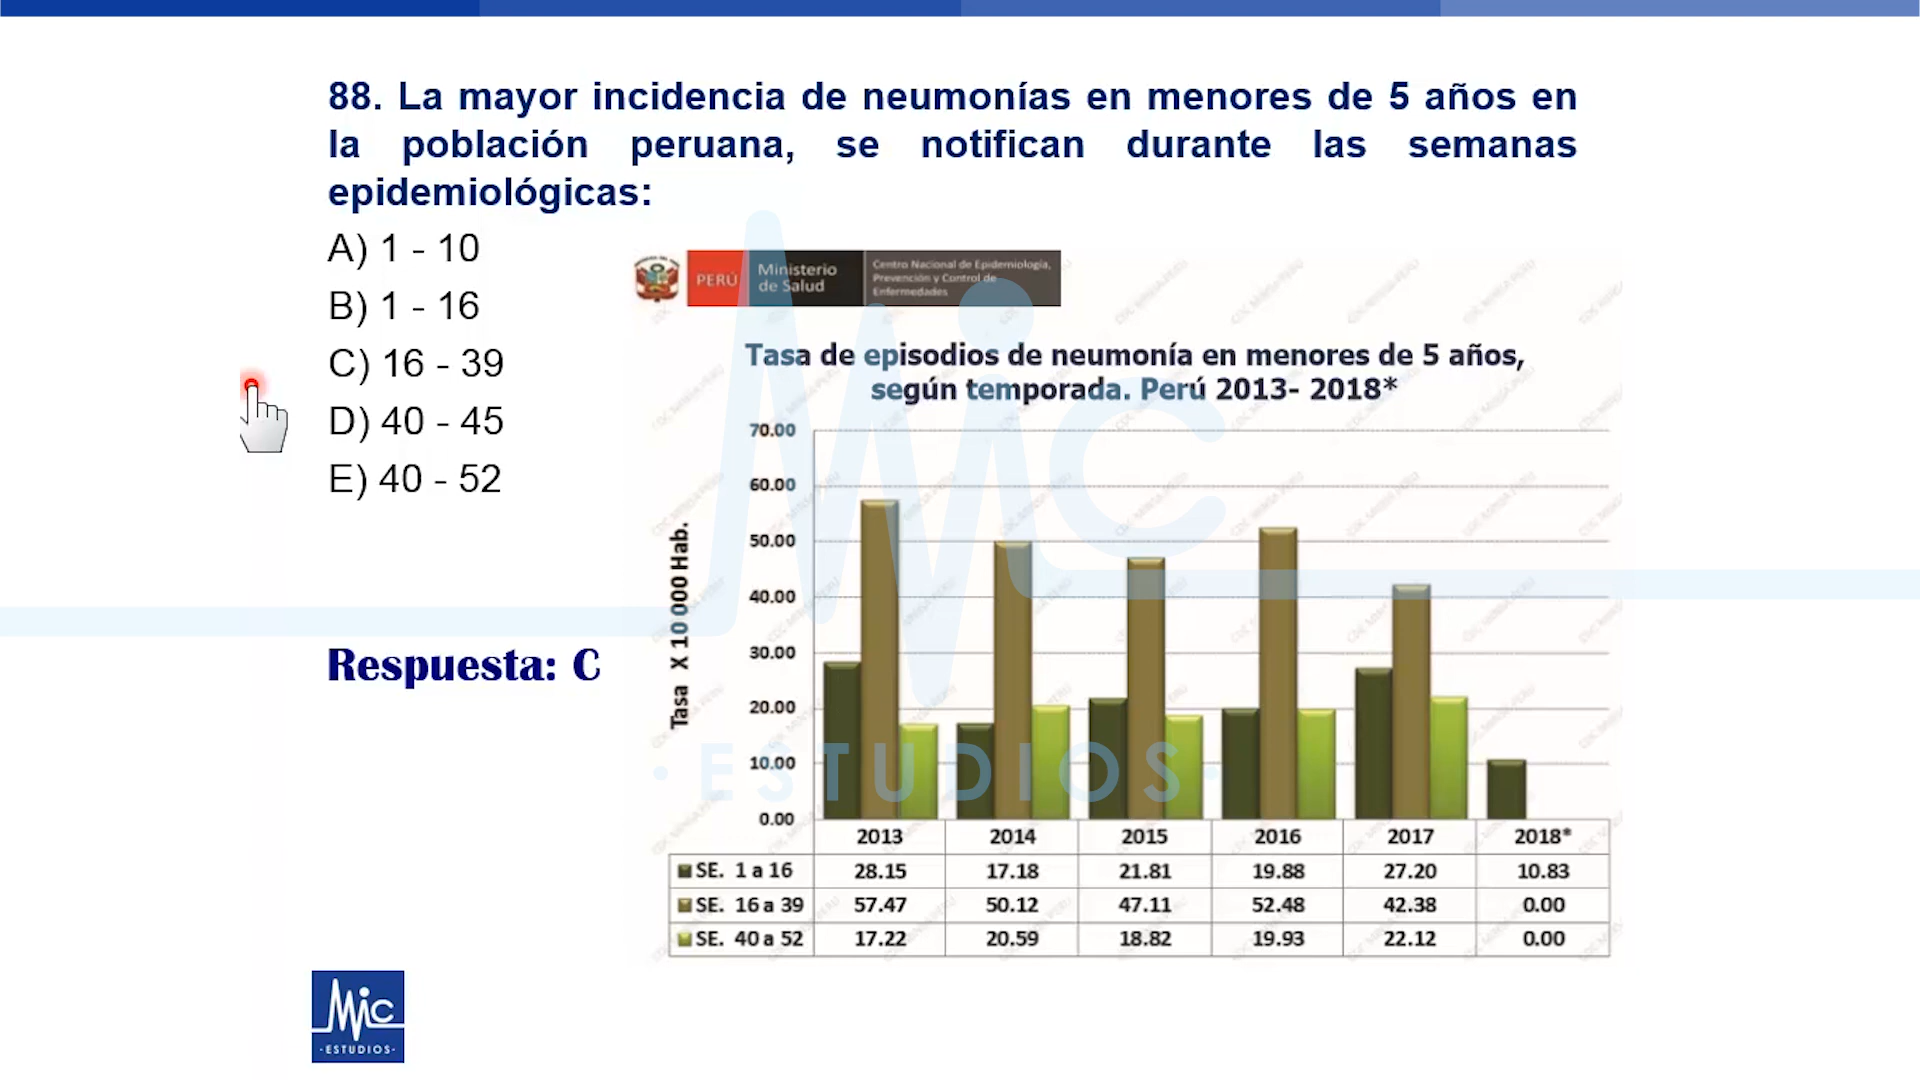 88. La mayor incidencia de neumonías en menores de 5 años en
la población peruana, se notifican durante las semanas
epidemiológicas:
A) 1 - 10
B) 1 - 16
C) 16 - 39
D) 40 - 45
E) 40 - 52
Respuesta: C
PERÚ
Ministerio
de Salud
Centro Nacional de Epidemiología,
Prevención y Control de
Enfermedades
Tasa de episodios de neumonía en menores de 5 años,
según temporada. Perú 2013- 2018*
Tasa X 10 000 Hab.
70.00
60.00
50.00
40.00
30.00
20.00
10.00
0.00
2013 2014 2015 2016 2017 2018*
SE. 1 a 16 28.15 17.18 21.81 19.88 27.20 10.83
SE. 16 a 39 57.47 50.12 47.11 52.48 42.38 0.00
SE. 40 a 52 17.22 20.59 18.82 19.93 22.12 0.00
Mic
·ESTUDIOS·
Mic
·ESTUDIOS·